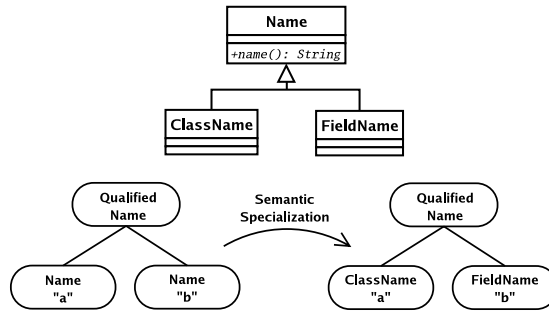 Name
+name(): String
ClassName
FieldName
Qualified
Name
Name
"a"
Name
"b"
Semantic
Specialization
Qualified
Name
ClassName
"a"
FieldName
"b"